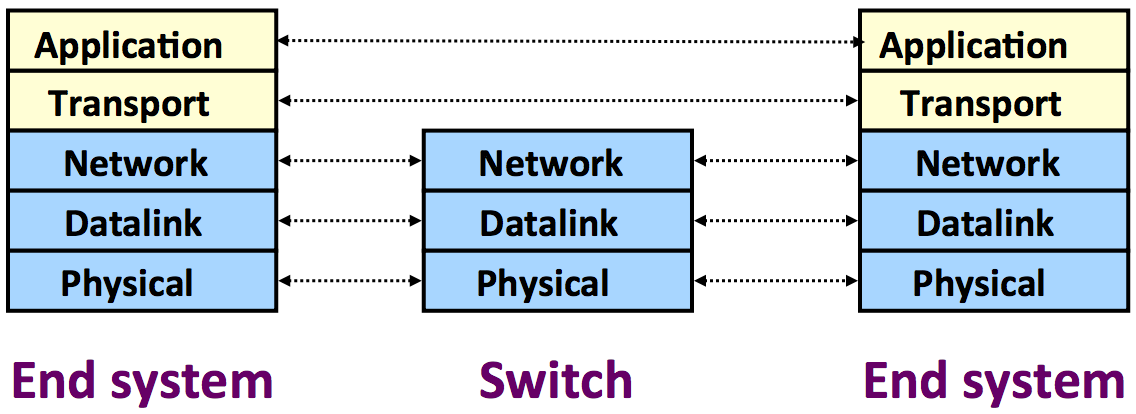 Application
Application
Transport
Transport
Network
Network
Network
Datalink
Datalink
Datalink
Physical
Physical
Physical
End system
Switch
End system